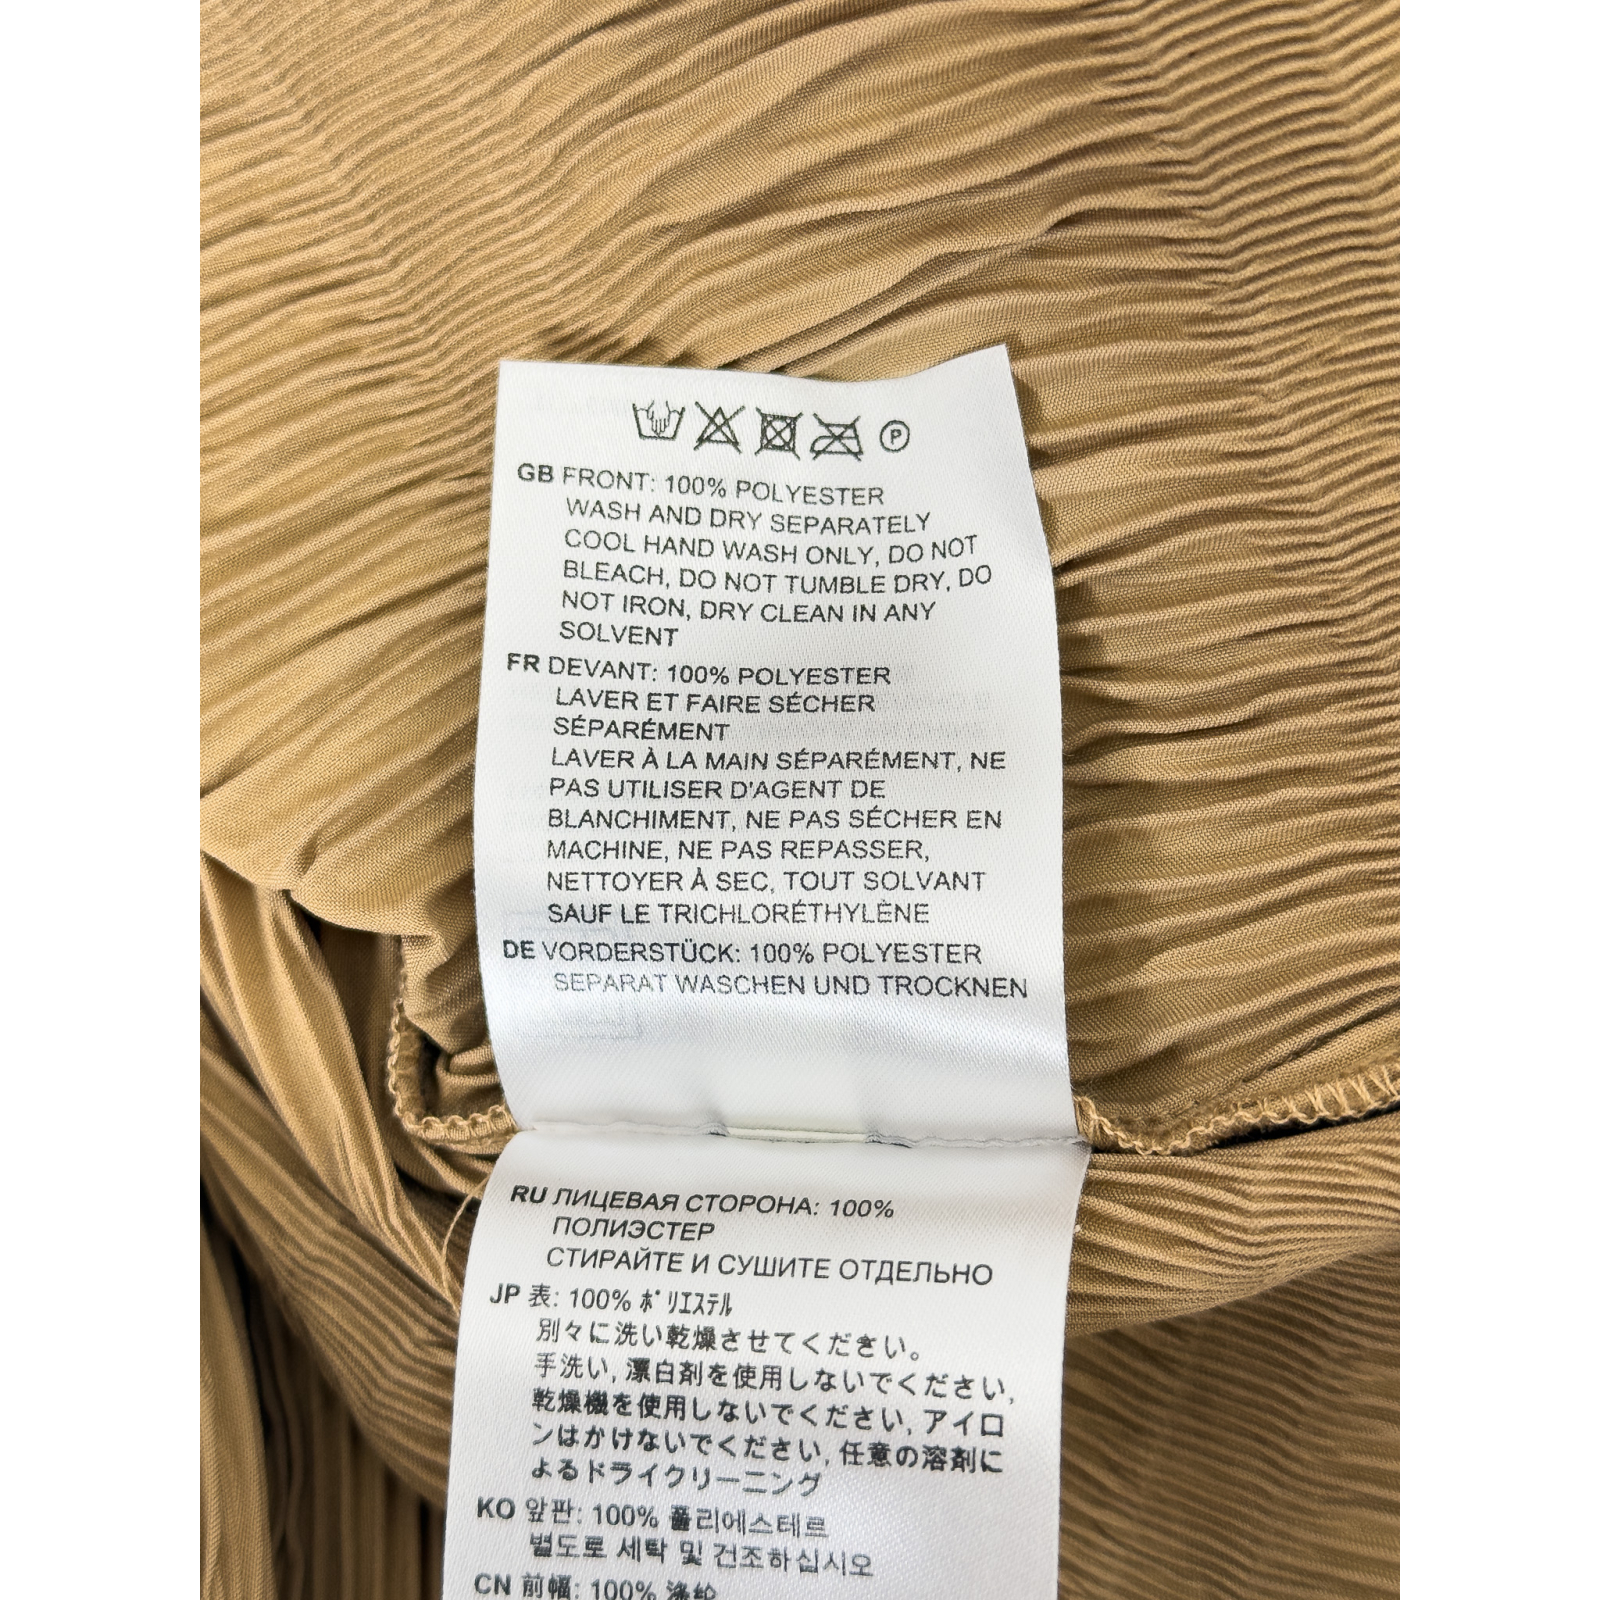 P
GB FRONT: 100% POLYESTER
WASH AND DRY SEPARATELY
COOL HAND WASH ONLY, DO NOT
BLEACH, DO NOT TUMBLE DRY, DO
NOT IRON, DRY CLEAN IN ANY
SOLVENT
FR DEVANT: 100% POLYESTER
LAVER ET FAIRE SÉCHER
SÉPARÉMENT
LAVER À LA MAIN SÉPARÉMENT, NE
PAS UTILISER D'AGENT DE
BLANCHIMENT, NE PAS SÉCHER EN
MACHINE, NE PAS REPASSER,
NETTOYER À SEC, TOUT SOLVANT
SAUF LE TRICHLORÉTHYLÈNE
DE VORDERSTÜCK: 100% POLYESTER
SEPARAT WASCHEN UND TROCKNEN
RU ЛИЦЕВАЯ СТОРОНА: 100%
ПОЛИЭСТЕР
СТИРАЙТЕ И СУШИТЕ ОТДЕЛЬНО
JP 表: 100% ﾎﾟﾘｴｽﾃﾙ
別々に洗い乾燥させてください。
手洗い, 漂白剤を使用しないでください,
乾燥機を使用しないでください, アイロ
ンはかけないでください, 任意の溶剤に
よるドライクリーニング
KO 앞판: 100% 폴리에스테르
별도로 세탁 및 건조하십시오
CN 前幅: 100% 涤纶